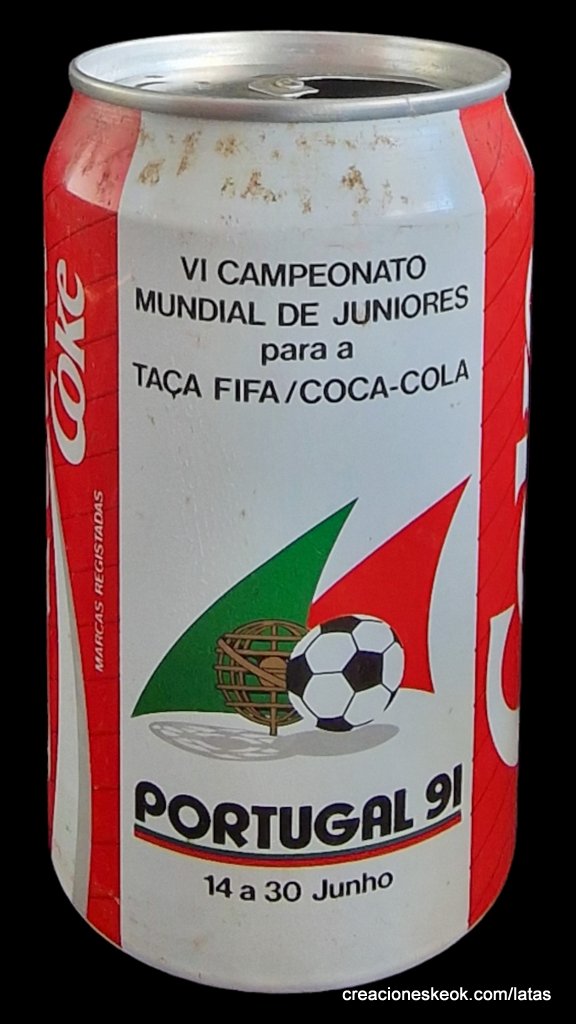 VI CAMPEONATO
MUNDIAL DE JUNIORES
para a
TAÇA FIFA/COCA-COLA
Coke
MARCAS REGISTADAS
PORTUGAL 91
14 a 30 Junho
creacioneskeok.com/latas